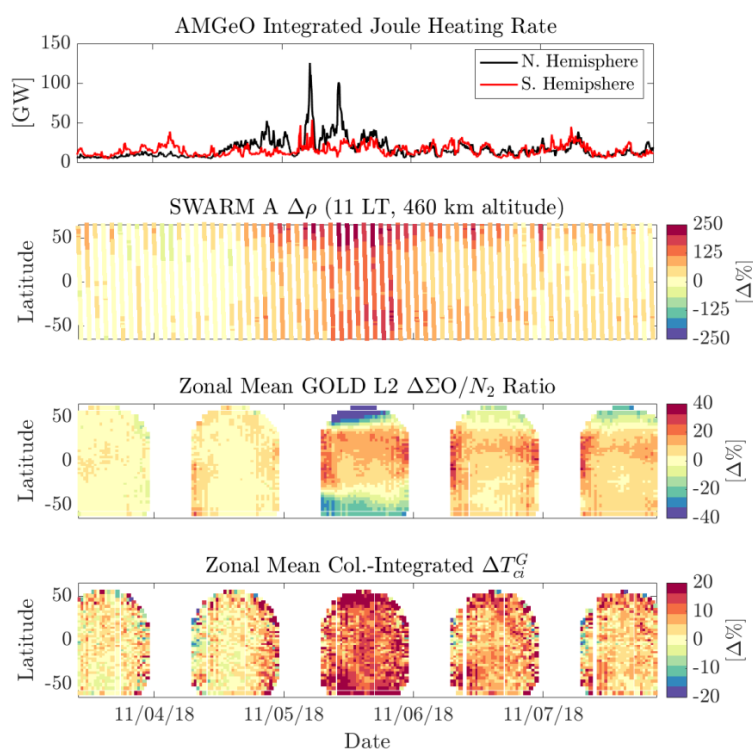 AMGeO Integrated Joule Heating Rate
150
100
50
0
[GW]
N. Hemisphere
S. Hemipshere
SWARM A Δρ (11 LT, 460 km altitude)
50
0
-50
Latitude
250
125
0
-125
-250
[Δ%]
Zonal Mean GOLD L2 ΔΣO/N₂ Ratio
50
0
-50
Latitude
40
20
0
-20
-40
[Δ%]
Zonal Mean Col.-Integrated ΔT_ci^G
50
0
-50
Latitude
20
10
0
-10
-20
[Δ%]
11/04/18 11/05/18 11/06/18 11/07/18
Date